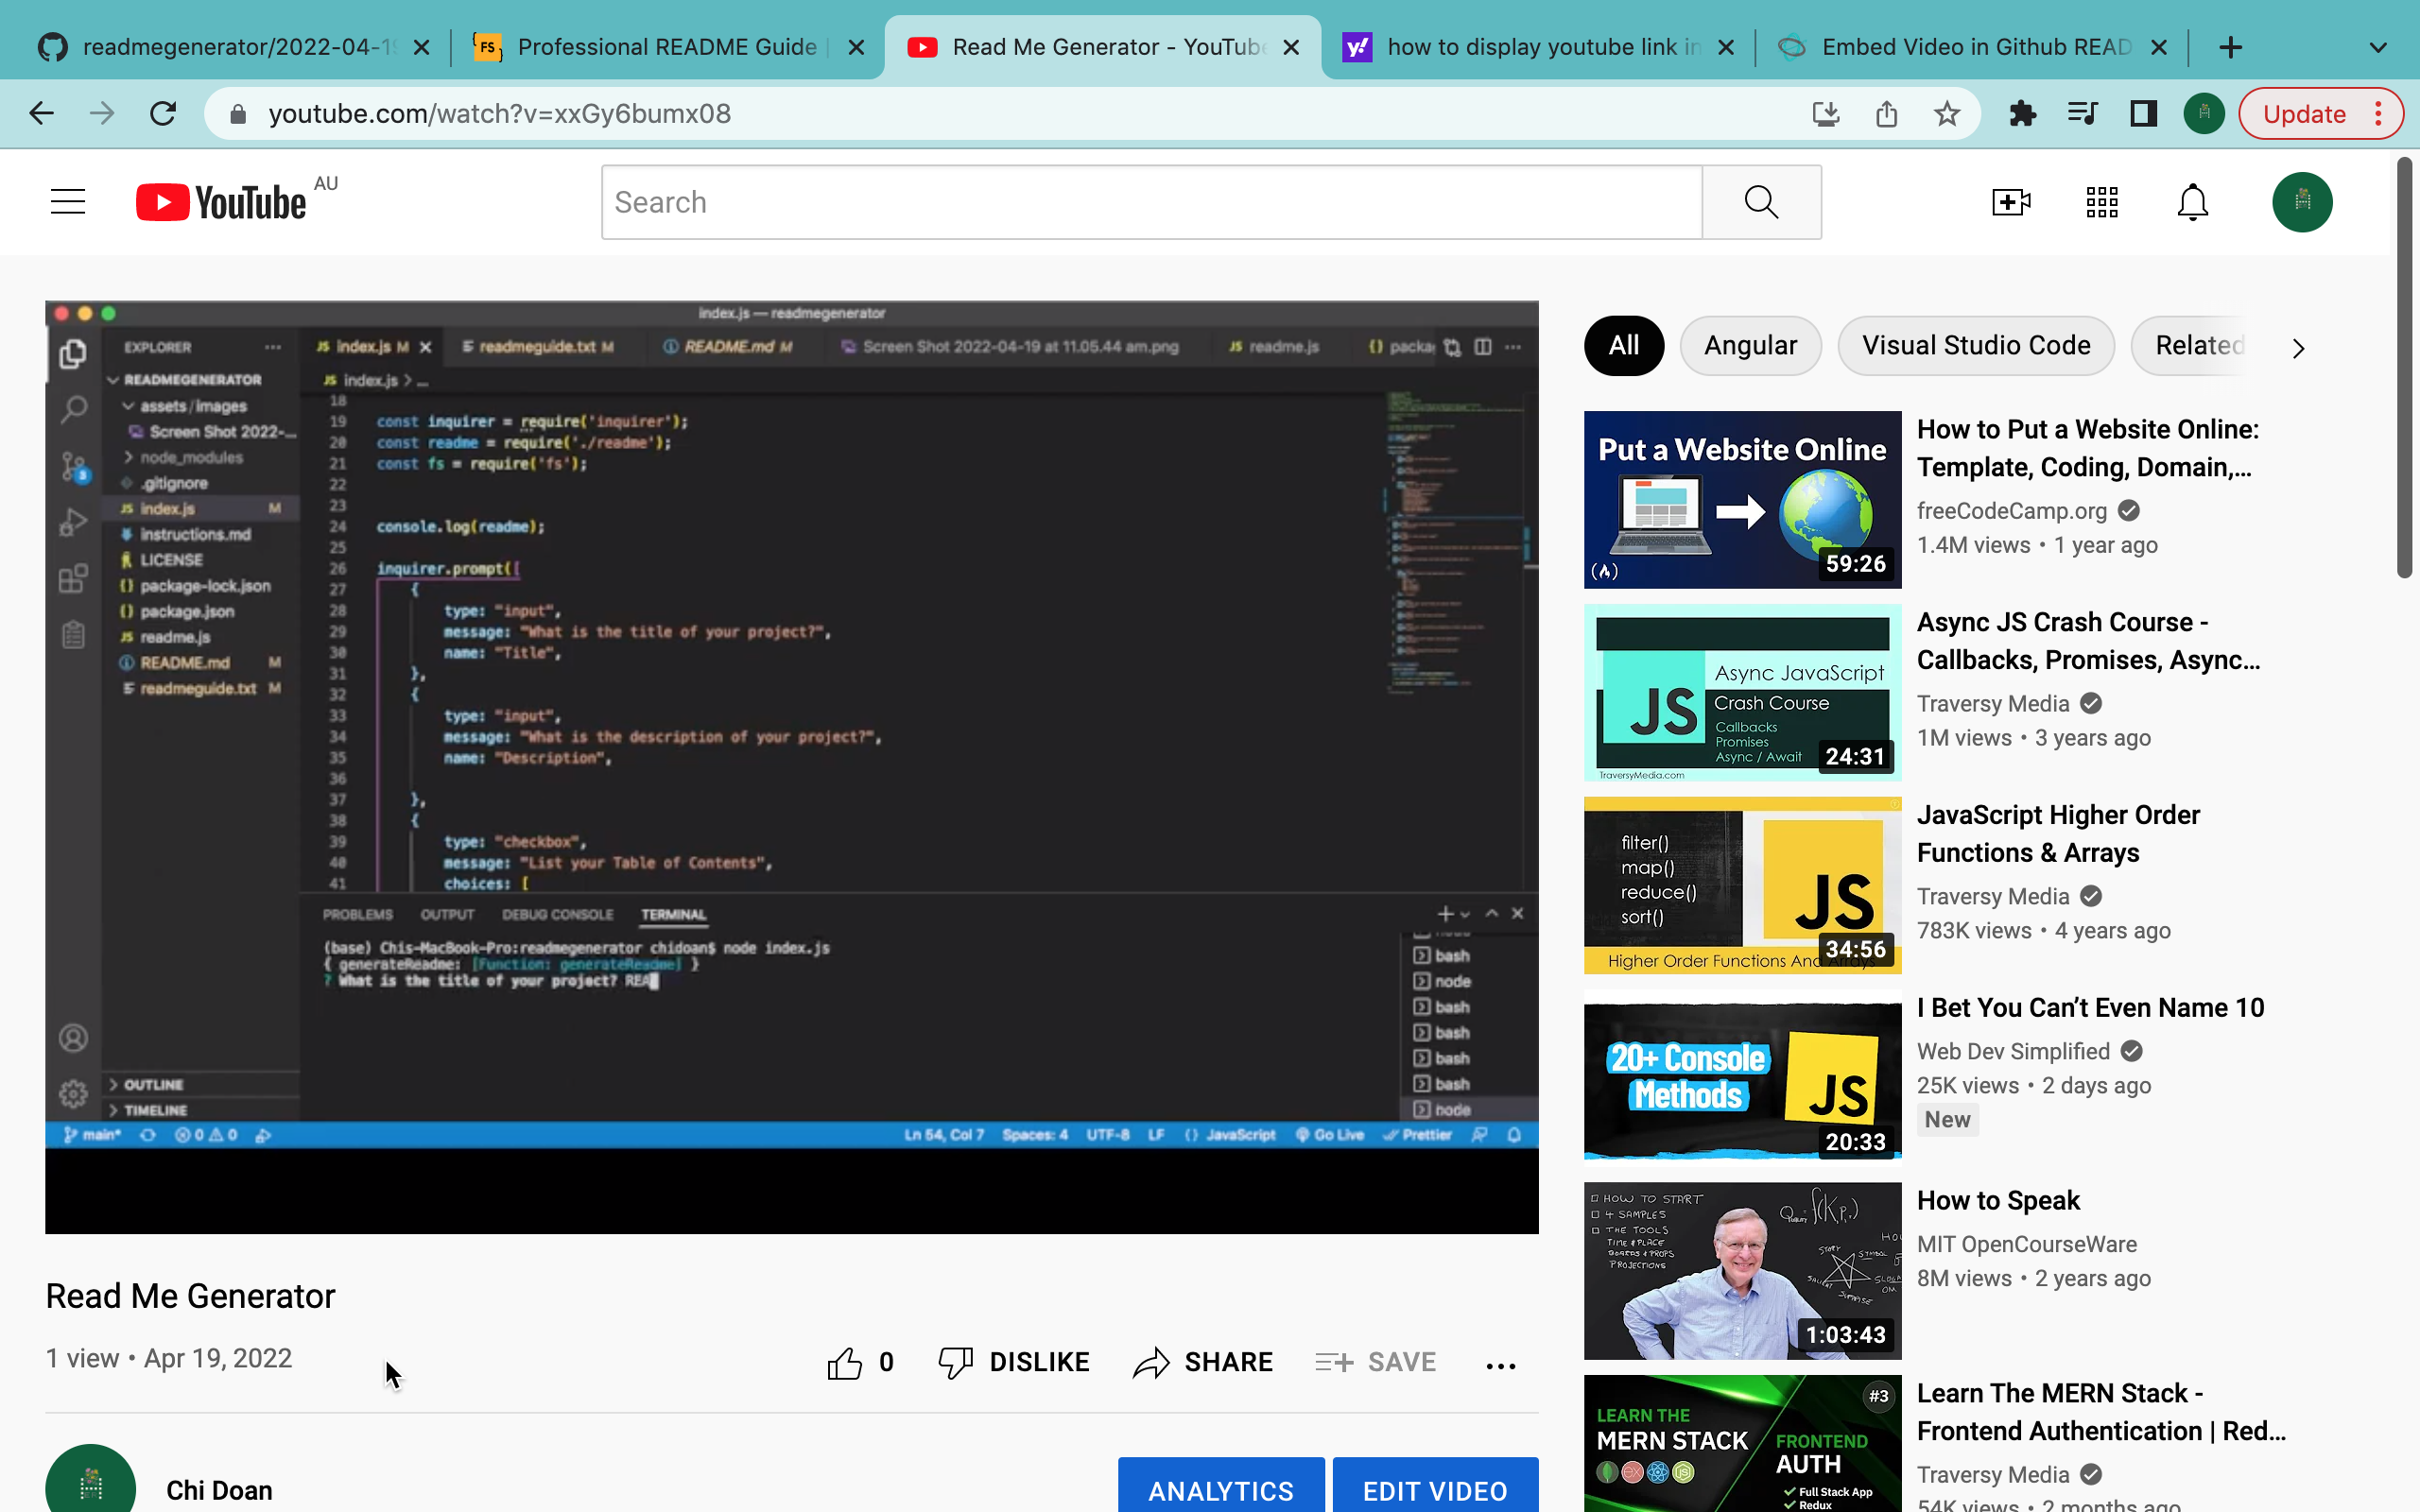 readmegenerator/2022-04-19
FS
Professional README Guide
Read Me Generator - YouTube
y!
how to display youtube link in
Embed Video in Github READ
youtube.com/watch?v=xxGy6bumx08
Update
YouTube
AU
Search
index.js — readmegenerator
EXPLORER
READMEGENERATOR
assets/images
Screen Shot 2022-...
node_modules
.gitignore
index.js M
instructions.md
LICENSE
package-lock.json
package.json
readme.js
README.md M
readmeguide.txt M
OUTLINE
TIMELINE
JS index.js M
readmeguide.txt M
README.md M
Screen Shot 2022-04-19 at 11.05.44 am.png
JS readme.js
packa
JS index.js > ...
18
19 const inquirer = require('inquirer');
20 const readme = require('./readme');
21 const fs = require('fs');
22
23
24 console.log(readme);
25
26 inquirer.prompt([
27 {
28 type: "input",
29 message: "What is the title of your project?",
30 name: "Title",
31 },
32 {
33 type: "input",
34 message: "What is the description of your project?",
35 name: "Description",
36
37 },
38 {
39 type: "checkbox",
40 message: "List your Table of Contents",
41 choices: [
PROBLEMS OUTPUT DEBUG CONSOLE TERMINAL
(base) Chis-MacBook-Pro:readmegenerator chidoan$ node index.js
{ generateReadme: [Function: generateReadme] }
? What is the title of your project? REA
bash
node
bash
bash
bash
bash
node
main* 0 0 Ln 54, Col 7 Spaces: 4 UTF-8 LF {} JavaScript Go Live Prettier
Read Me Generator
1 view • Apr 19, 2022
0 DISLIKE SHARE SAVE ...
Chi Doan
ANALYTICS EDIT VIDEO
All Angular Visual Studio Code Related
Put a Website Online
59:26
How to Put a Website Online:
Template, Coding, Domain,...
freeCodeCamp.org
1.4M views • 1 year ago
JS
Async JavaScript
Crash Course
Callbacks
Promises
Async / Await
TraversyMedia.com
24:31
Async JS Crash Course -
Callbacks, Promises, Async...
Traversy Media
1M views • 3 years ago
filter()
map()
reduce()
sort()
JS
Higher Order Functions And Arrays
34:56
JavaScript Higher Order
Functions & Arrays
Traversy Media
783K views • 4 years ago
20+ Console
Methods
JS
20:33
I Bet You Can’t Even Name 10
Web Dev Simplified
25K views • 2 days ago
New
HOW TO START
4 SAMPLES
THE TOOLS
TIME & PLACE
BOARDS & PROPS
PROJECTIONS
1:03:43
How to Speak
MIT OpenCourseWare
8M views • 2 years ago
#3
LEARN THE
MERN STACK
FRONTEND
AUTH
Full Stack App
Redux
Learn The MERN Stack -
Frontend Authentication | Red...
Traversy Media
54K views • 2 months ago